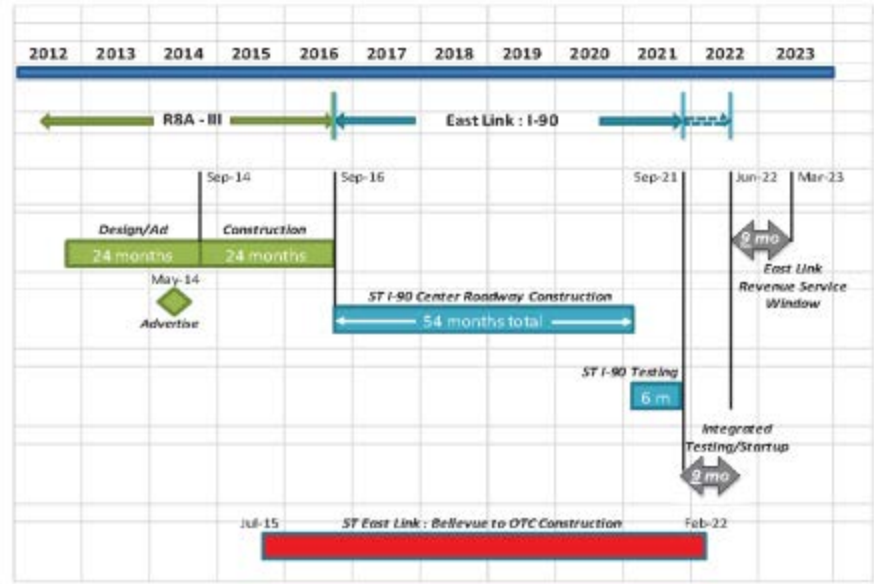 2012 2013 2014 2015 2016 2017 2018 2019 2020 2021 2022 2023
R8A - III
East Link : I-90
Sep-14
Sep-16
Sep-21
Jun-22
Mar-23
Design/Ad
Construction
24 months
24 months
9 mo
May-14
Advertise
East Link
Revenue Service
Window
ST I-90 Center Roadway Construction
54 months total
ST I-90 Testing
6 m
Integrated
Testing/Startup
9 mo
Jul-15
ST East Link : Bellevue to OTC Construction
Feb-22